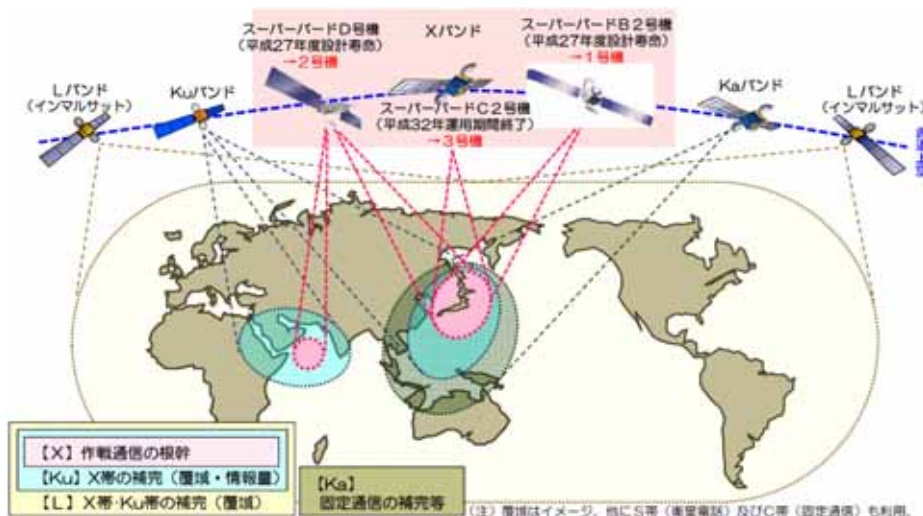 スーパーバードD号機
(平成27年度設計寿命)
→2号機
Xバンド
スーパーバードB2号機
(平成27年度設計寿命)
→1号機
Lバンド
(インマルサット)
Kuバンド
スーパーバードC2号機
(平成32年運用期間終了)
→3号機
Kaバンド
Lバンド
(インマルサット)
【X】作戦通信の根幹
【Ku】X帯の補完(覆域・情報量)
【L】X帯・Ku帯の補完(覆域)
【Ka】
固定通信の補完等
(注)覆域はイメージ、他にS帯(衛星電話)及びC帯(固定通信)も利用。